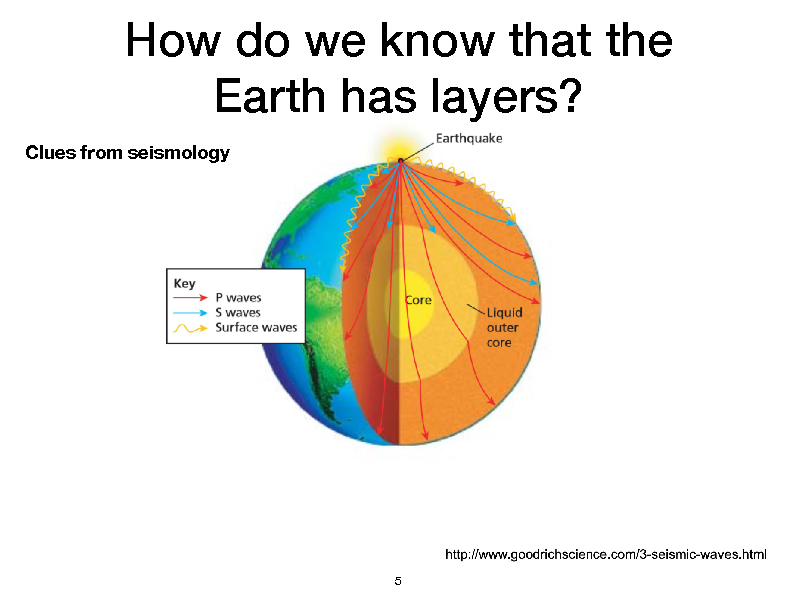 How do we know that the
Earth has layers?
Clues from seismology
Earthquake
Key
P waves
S waves
Surface waves
Core
Liquid
outer
core
http://www.goodrichscience.com/3-seismic-waves.html
5